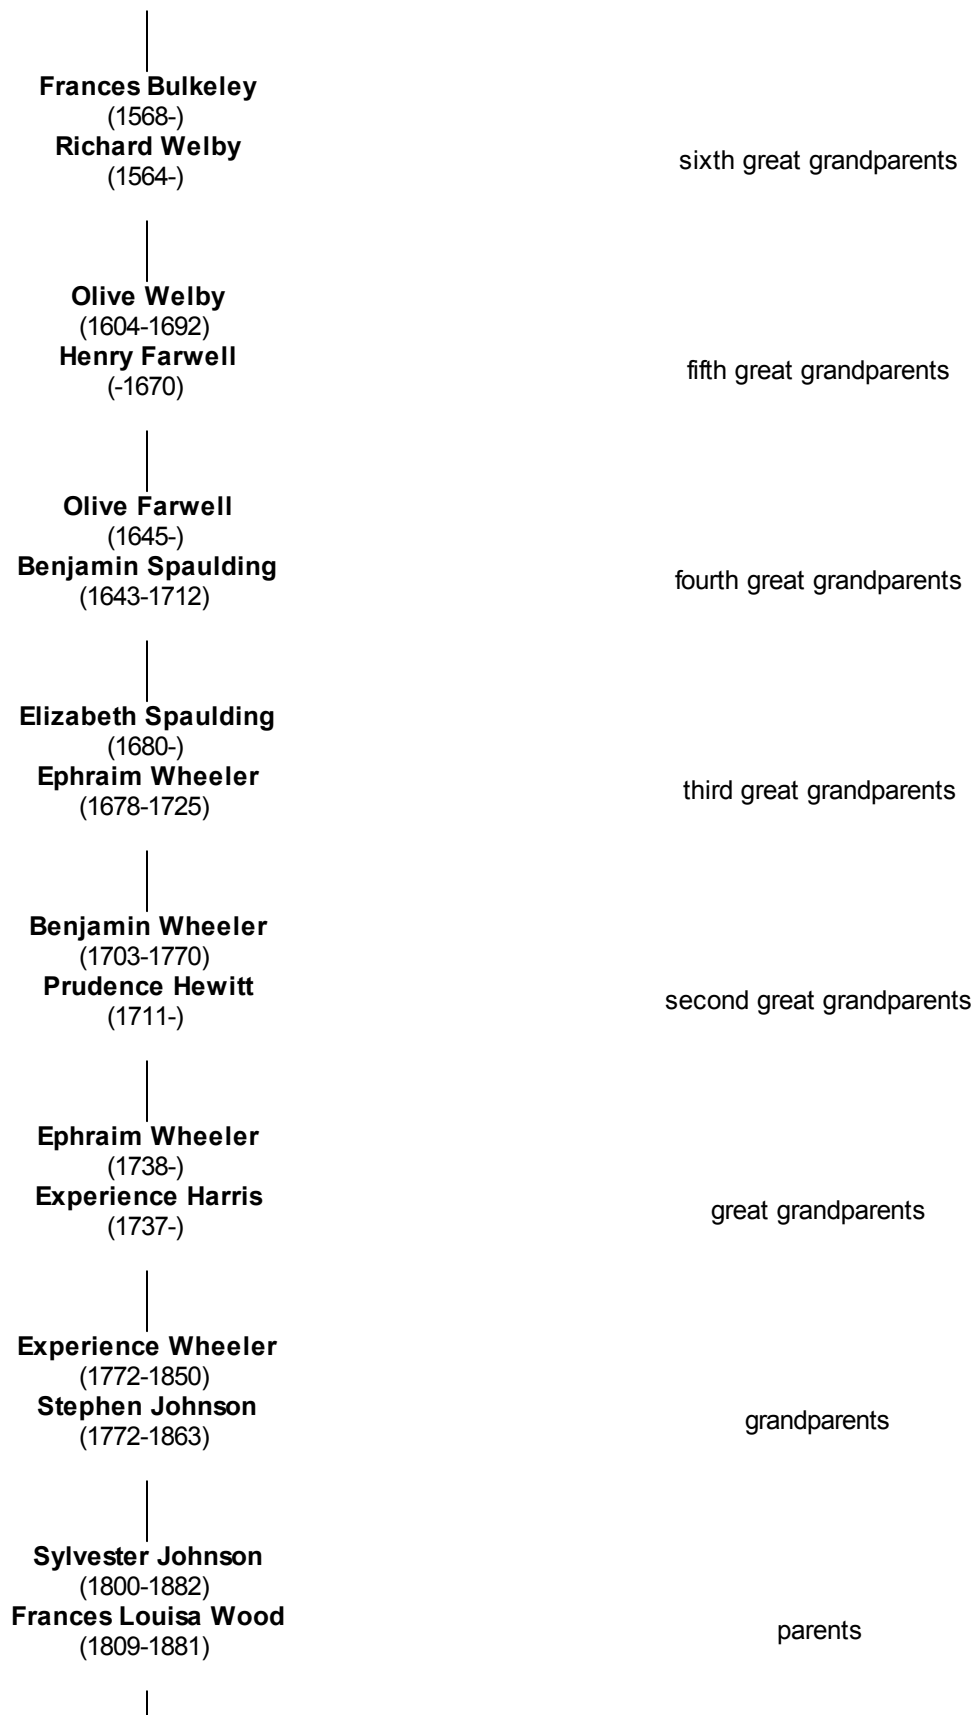 Frances Bulkeley
(1568-)
Richard Welby
(1564-)
sixth great grandparents
Olive Welby
(1604-1692)
Henry Farwell
(-1670)
fifth great grandparents
Olive Farwell
(1645-)
Benjamin Spaulding
(1643-1712)
fourth great grandparents
Elizabeth Spaulding
(1680-)
Ephraim Wheeler
(1678-1725)
third great grandparents
Benjamin Wheeler
(1703-1770)
Prudence Hewitt
(1711-)
second great grandparents
Ephraim Wheeler
(1738-)
Experience Harris
(1737-)
great grandparents
Experience Wheeler
(1772-1850)
Stephen Johnson
(1772-1863)
grandparents
Sylvester Johnson
(1800-1882)
Frances Louisa Wood
(1809-1881)
parents